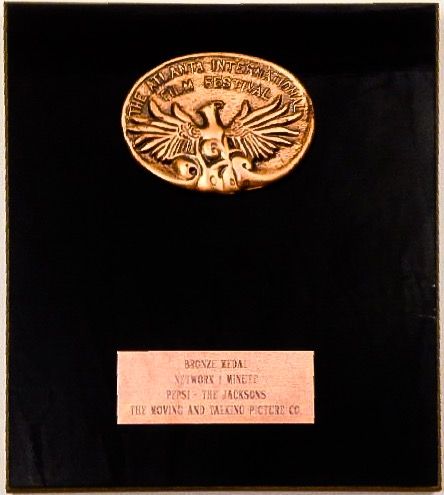 THE ATLANTA INTERNATIONAL
FILM FESTIVAL
6
BRONZE MEDAL
NETWORK 1 MINUTE
PEPSI - THE JACKSONS
THE MOVING AND TALKING PICTURE CO.